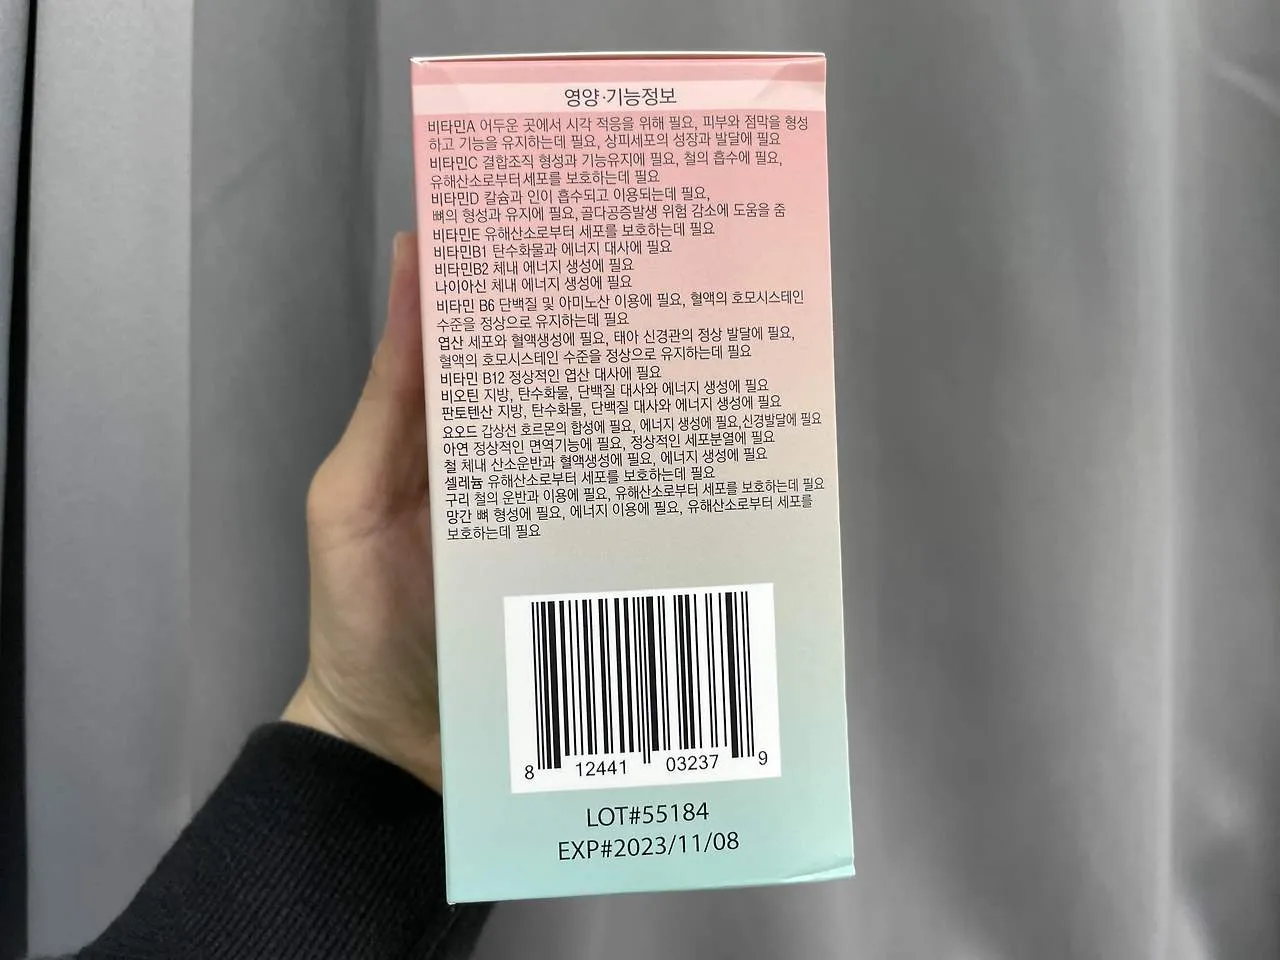 영양·기능정보
비타민A 어두운 곳에서 시각 적응을 위해 필요, 피부와 점막을 형성
하고 기능을 유지하는데 필요, 상피세포의 성장과 발달에 필요
비타민C 결합조직 형성과 기능유지에 필요, 철의 흡수에 필요,
유해산소로부터 세포를 보호하는데 필요
비타민D 칼슘과 인이 흡수되고 이용되는데 필요,
뼈의 형성과 유지에 필요, 골다공증발생 위험 감소에 도움을 줌
비타민E 유해산소로부터 세포를 보호하는데 필요
비타민B1 탄수화물과 에너지 대사에 필요
비타민B2 체내 에너지 생성에 필요
나이아신 체내 에너지 생성에 필요
비타민 B6 단백질 및 아미노산 이용에 필요, 혈액의 호모시스테인
수준을 정상으로 유지하는데 필요
엽산 세포와 혈액생성에 필요, 태아 신경관의 정상 발달에 필요,
혈액의 호모시스테인 수준을 정상으로 유지하는데 필요
비타민 B12 정상적인 엽산 대사에 필요
비오틴 지방, 탄수화물, 단백질 대사와 에너지 생성에 필요
판토텐산 지방, 탄수화물, 단백질 대사와 에너지 생성에 필요
요오드 갑상선 호르몬의 합성에 필요, 에너지 생성에 필요,신경발달에 필요
아연 정상적인 면역기능에 필요, 정상적인 세포분열에 필요
철 체내 산소운반과 혈액생성에 필요, 에너지 생성에 필요
셀레늄 유해산소로부터 세포를 보호하는데 필요
구리 철의 운반과 이용에 필요, 유해산소로부터 세포를 보호하는데 필요
망간 뼈 형성에 필요, 에너지 이용에 필요, 유해산소로부터 세포를
보호하는데 필요
8 12441 03237 9
LOT#55184
EXP#2023/11/08